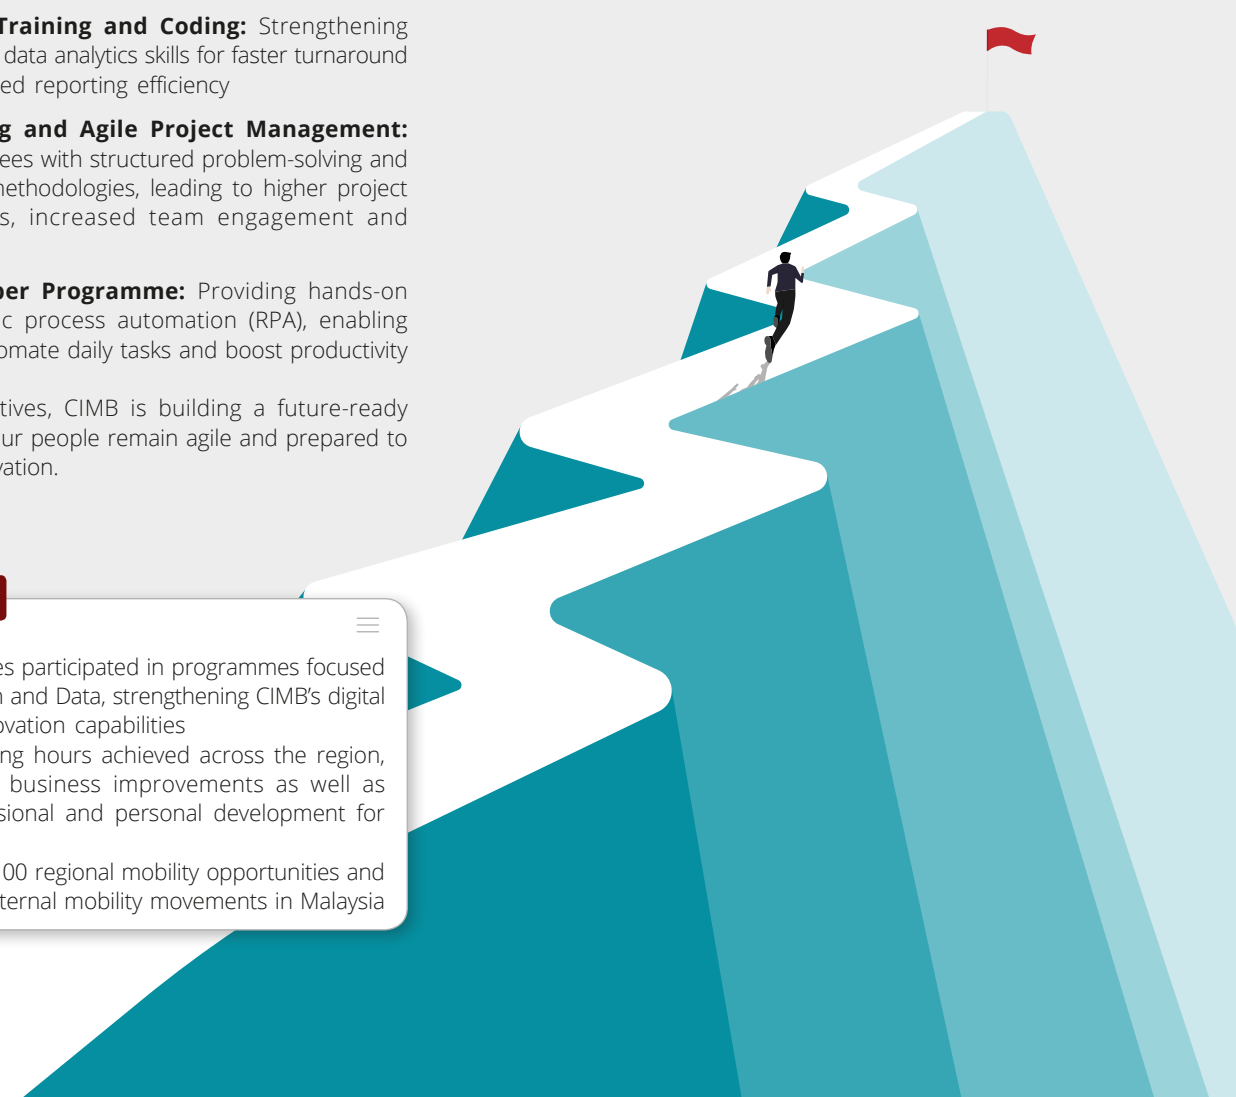 Training and Coding: Strengthening
data analytics skills for faster turnaround
ed reporting efficiency
g and Agile Project Management:
ees with structured problem-solving and
methodologies, leading to higher project
s, increased team engagement and
per Programme: Providing hands-on
c process automation (RPA), enabling
omate daily tasks and boost productivity
tives, CIMB is building a future-ready
ur people remain agile and prepared to
vation.
es participated in programmes focused
n and Data, strengthening CIMB’s digital
ovation capabilities
ng hours achieved across the region,
business improvements as well as
sional and personal development for
00 regional mobility opportunities and
ternal mobility movements in Malaysia